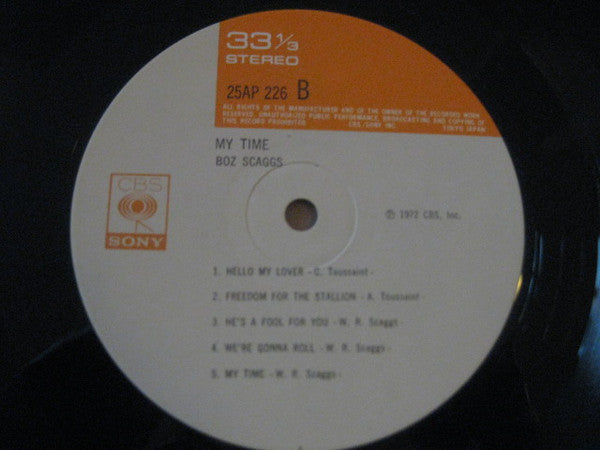 33 1/3
STEREO
25AP 226 B
ALL RIGHTS OF THE MANUFACTURER AND OF THE OWNER OF THE RECORDED WORK
RESERVED. UNAUTHORIZED PUBLIC PERFORMANCE, BROADCASTING AND COPYING OF
THIS RECORD PROHIBITED. CBS/SONY INC. TOKYO JAPAN
MY TIME
BOZ SCAGGS
CBS
SONY
℗ 1972 CBS, Inc.
1. HELLO MY LOVER - C. Toussaint -
2. FREEDOM FOR THE STALLION - A. Toussaint -
3. HE'S A FOOL FOR YOU - W. R. Scaggs -
4. WE'RE GONNA ROLL - W. R. Scaggs -
5. MY TIME - W. R. Scaggs -